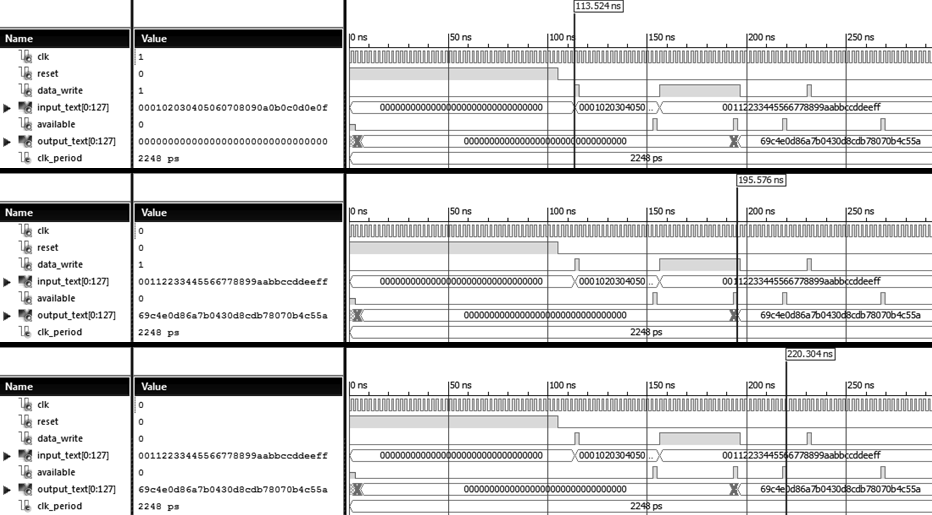 113.524 ns
Name Value 0 ns 50 ns 100 ns 150 ns 200 ns 250 ns
clk 1
reset 0
data_write 1
input_text[0:127] 000102030405060708090a0b0c0d0e0f 00000000000000000000000000000000 0001020304050 ... 00112233445566778899aabbccddeeff
available 0
output_text[0:127] 00000000000000000000000000000000 00000000000000000000000000000000 69c4e0d86a7b0430d8cdb78070b4c55a
clk_period 2248 ps 2248 ps
195.576 ns
Name Value 0 ns 50 ns 100 ns 150 ns 200 ns 250 ns
clk 0
reset 0
data_write 1
input_text[0:127] 00112233445566778899aabbccddeeff 00000000000000000000000000000000 0001020304050 ... 00112233445566778899aabbccddeeff
available 0
output_text[0:127] 69c4e0d86a7b0430d8cdb78070b4c55a 00000000000000000000000000000000 69c4e0d86a7b0430d8cdb78070b4c55a
clk_period 2248 ps 2248 ps
220.304 ns
Name Value 0 ns 50 ns 100 ns 150 ns 200 ns 250 ns
clk 0
reset 0
data_write 0
input_text[0:127] 00112233445566778899aabbccddeeff 00000000000000000000000000000000 0001020304050 ... 00112233445566778899aabbccddeeff
available 0
output_text[0:127] 69c4e0d86a7b0430d8cdb78070b4c55a 00000000000000000000000000000000 69c4e0d86a7b0430d8cdb78070b4c55a
clk_period 2248 ps 2248 ps